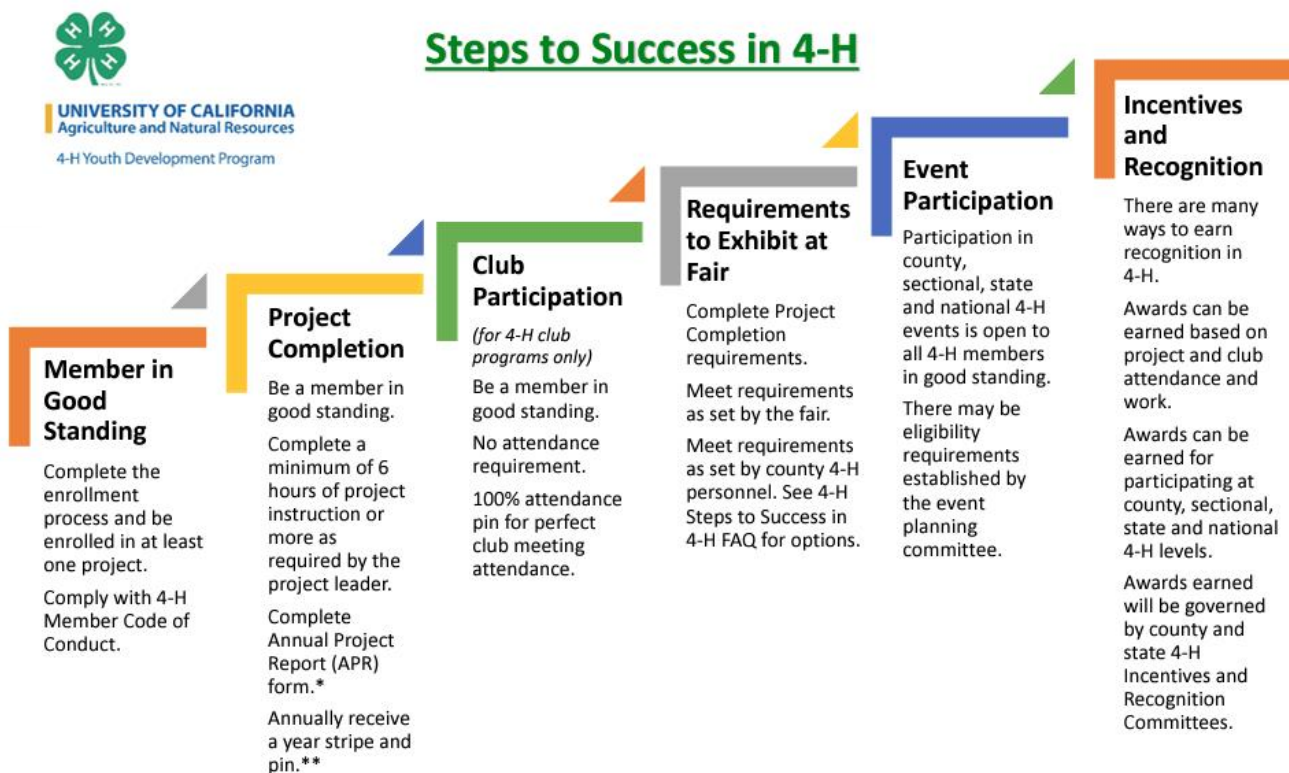 H H
H H
UNIVERSITY OF CALIFORNIA
Agriculture and Natural Resources
4-H Youth Development Program
Steps to Success in 4-H
Member in
Good
Standing
Complete the
enrollment
process and be
enrolled in at least
one project.
Comply with 4-H
Member Code of
Conduct.
Project
Completion
Be a member in
good standing.
Complete a
minimum of 6
hours of project
instruction or
more as
required by the
project leader.
Complete
Annual Project
Report (APR)
form.*
Annually receive
a year stripe and
pin.**
Club
Participation
(for 4-H club
programs only)
Be a member in
good standing.
No attendance
requirement.
100% attendance
pin for perfect
club meeting
attendance.
Requirements
to Exhibit at
Fair
Complete Project
Completion
requirements.
Meet requirements
as set by the fair.
Meet requirements
as set by county 4-H
personnel. See 4-H
Steps to Success in
4-H FAQ for options.
Event
Participation
Participation in
county,
sectional, state
and national 4-H
events is open to
all 4-H members
in good standing.
There may be
eligibility
requirements
established by
the event
planning
committee.
Incentives
and
Recognition
There are many
ways to earn
recognition in
4-H.
Awards can be
earned based on
project and club
attendance and
work.
Awards can be
earned for
participating at
county, sectional,
state and national
4-H levels.
Awards earned
will be governed
by county and
state 4-H
Incentives and
Recognition
Committees.